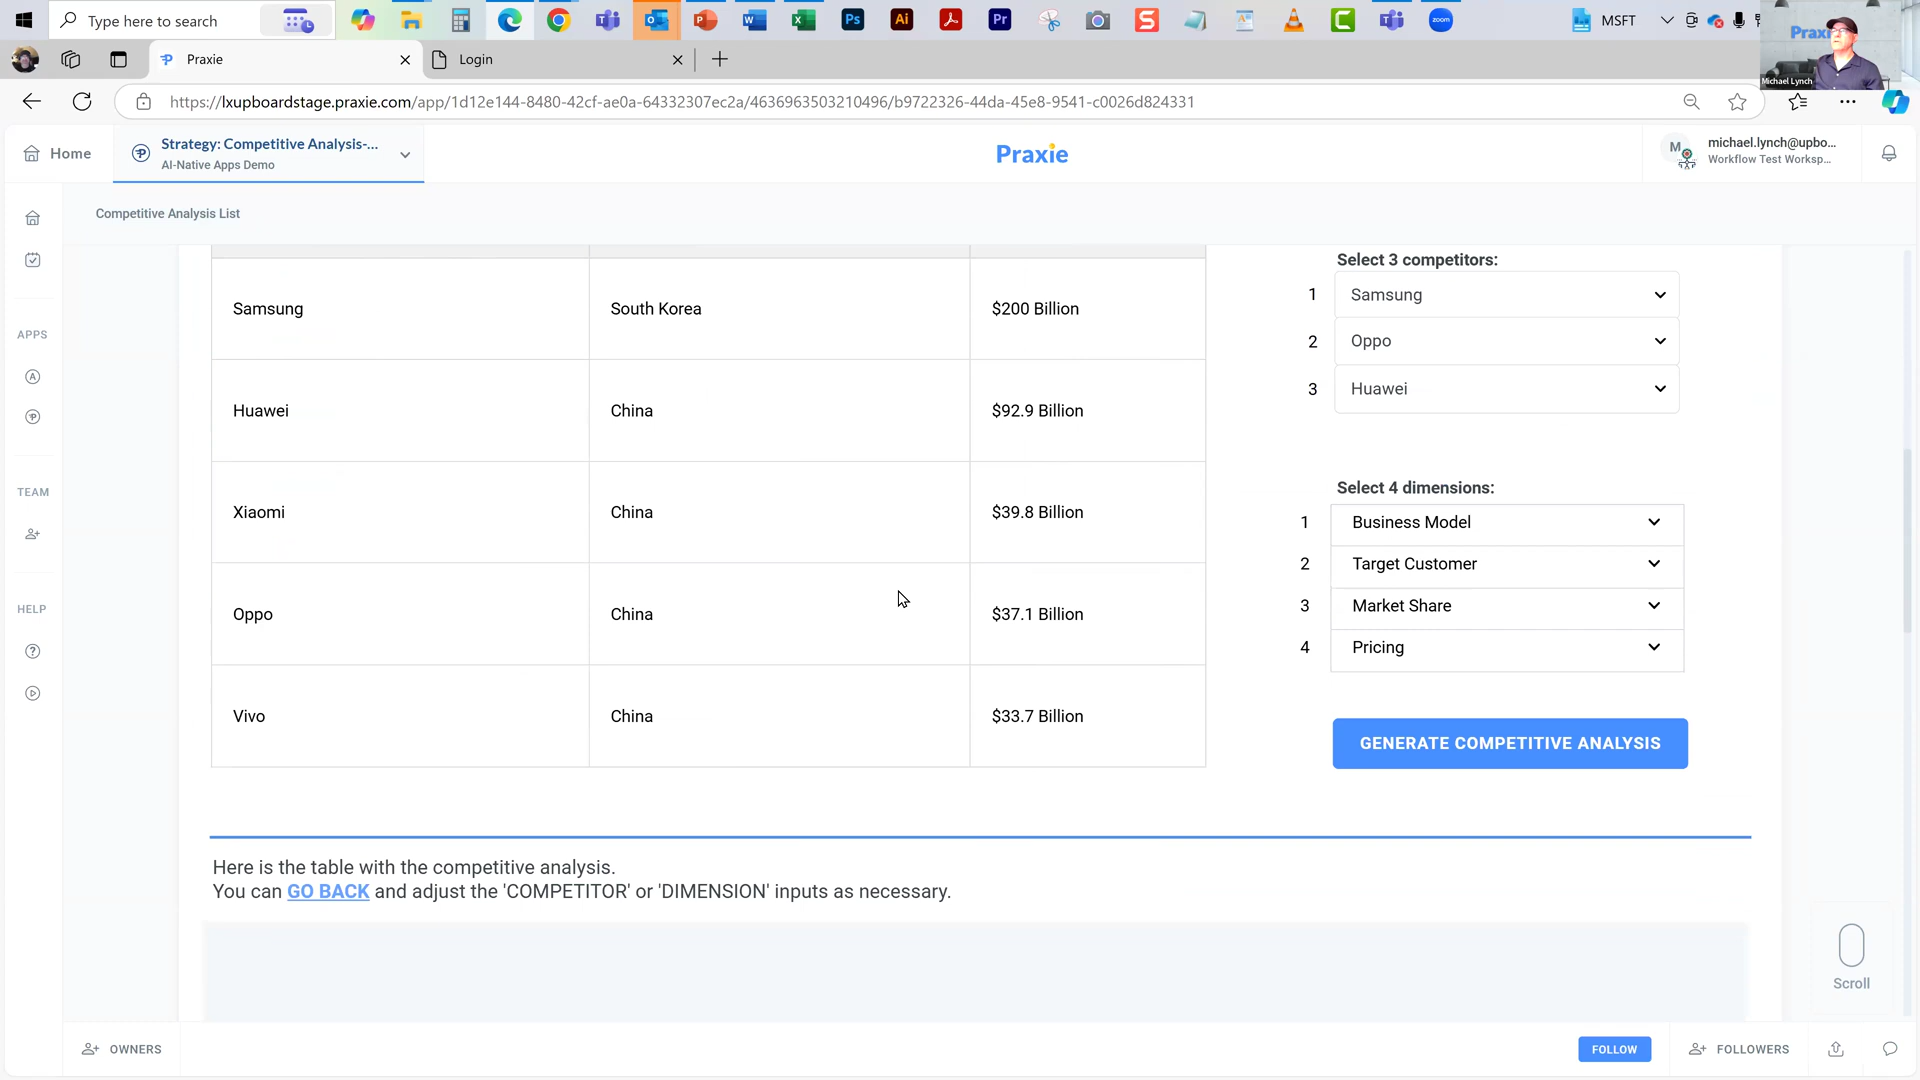 Type here to search
MSFT
zoom
Praxie
Login
Michael Lynch
https://lxupboardstage.praxie.com/app/1d12e144-8480-42cf-ae0a-64332307ec2a/4636963503210496/b9722326-44da-45e8-9541-c0026d824331
Home
Strategy: Competitive Analysis-...
AI-Native Apps Demo
Praxie
M
michael.lynch@upbo...
Workflow Test Worksp...
Competitive Analysis List
APPS
TEAM
HELP
Samsung South Korea $200 Billion
Huawei China $92.9 Billion
Xiaomi China $39.8 Billion
Oppo China $37.1 Billion
Vivo China $33.7 Billion
Select 3 competitors:
1 Samsung
2 Oppo
3 Huawei
Select 4 dimensions:
1 Business Model
2 Target Customer
3 Market Share
4 Pricing
GENERATE COMPETITIVE ANALYSIS
Here is the table with the competitive analysis.
You can GO BACK and adjust the 'COMPETITOR' or 'DIMENSION' inputs as necessary.
Scroll
OWNERS
FOLLOW
FOLLOWERS